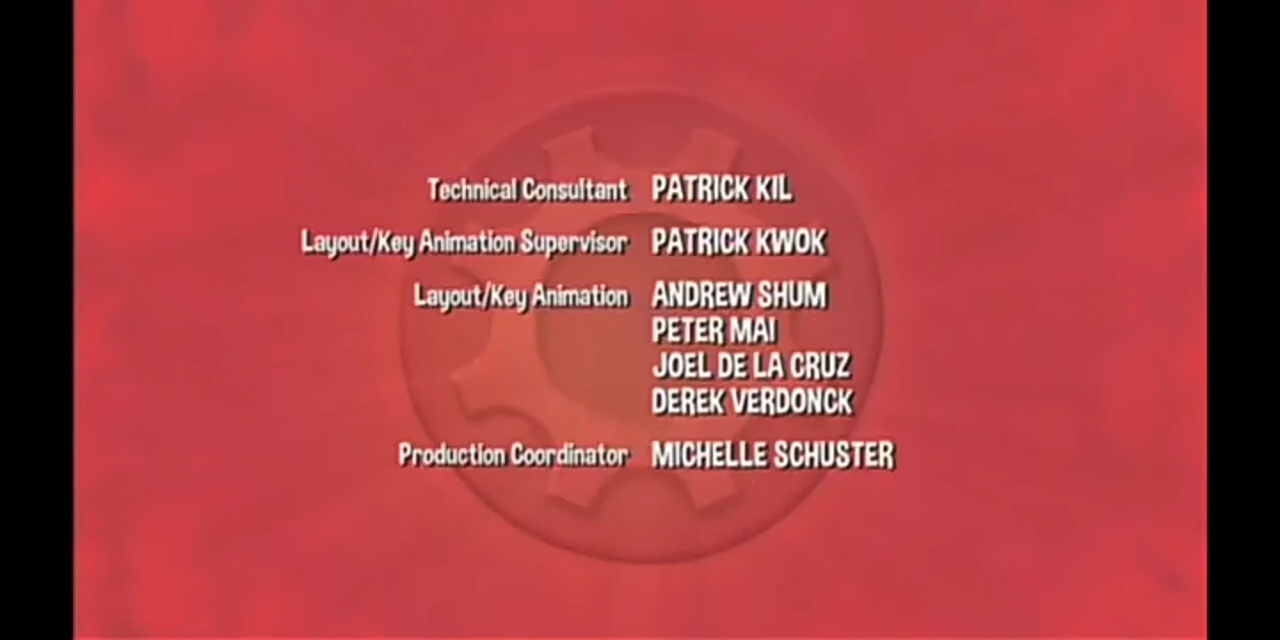 Technical Consultant PATRICK KIL
Layout/Key Animation Supervisor PATRICK KWOK
Layout/Key Animation ANDREW SHUM
PETER MAI
JOEL DE LA CRUZ
DEREK VERDONCK
Production Coordinator MICHELLE SCHUSTER